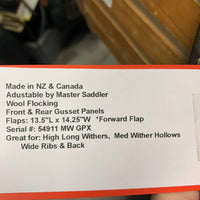 Made in NZ & Canada
Adustable by Master Saddler
Wool Flocking
Front & Rear Gusset Panels
Flaps: 13.5"L x 14.25"W *Forward Flap
Serial #: 54911 MW GPX
Great for: High Long Withers, Med Wither Hollows
Wide Ribs & Back